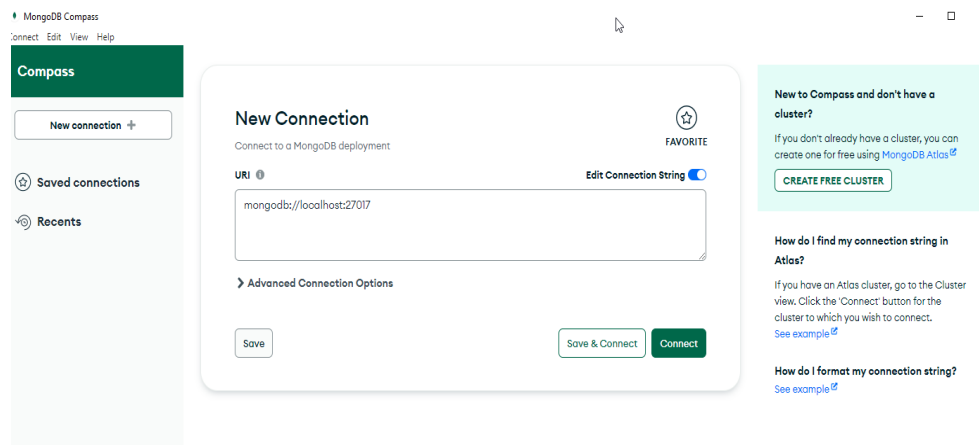 MongoDB Compass
Connect Edit View Help
Compass
New connection +
Saved connections
Recents
New Connection
Connect to a MongoDB deployment
FAVORITE
URI
Edit Connection String
mongodb://localhost:27017
Advanced Connection Options
Save
Save & Connect
Connect
New to Compass and don't have a
cluster?
If you don't already have a cluster, you can
create one for free using MongoDB Atlas
CREATE FREE CLUSTER
How do I find my connection string in
Atlas?
If you have an Atlas cluster, go to the Cluster
view. Click the 'Connect' button for the
cluster to which you wish to connect.
See example
How do I format my connection string?
See example